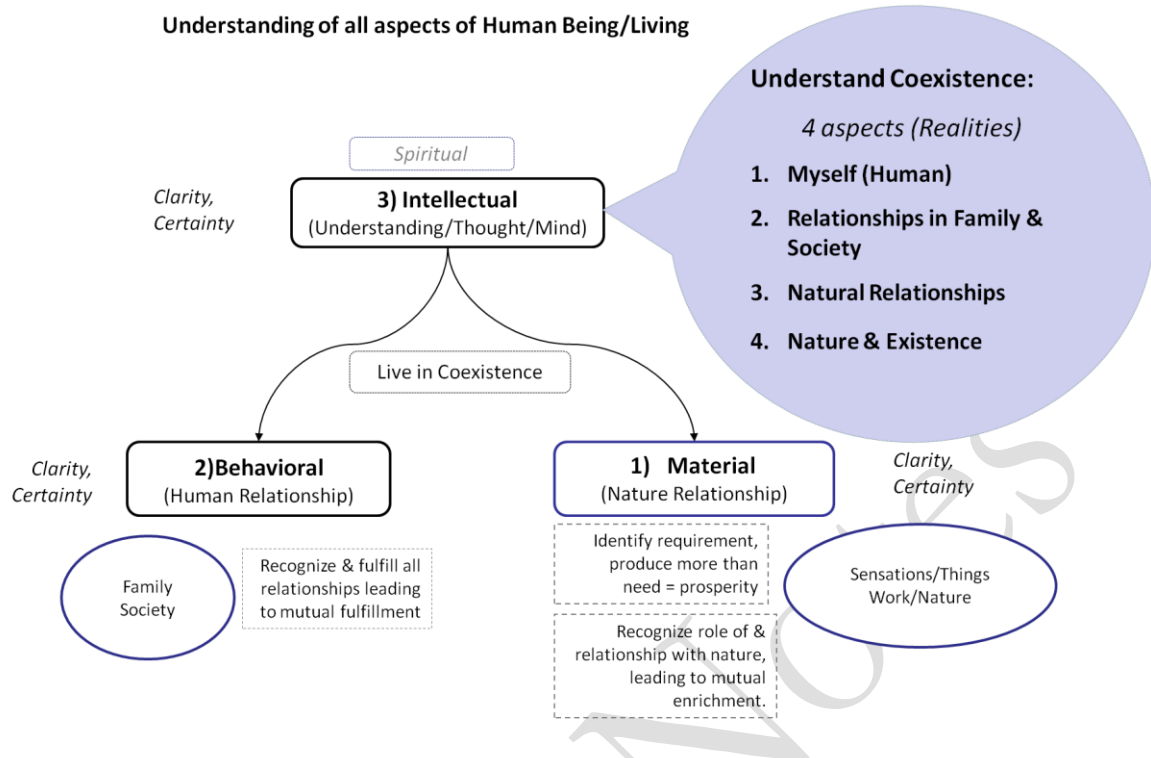 Understanding of all aspects of Human Being/Living
Understand Coexistence:
4 aspects (Realities)
1. Myself (Human)
2. Relationships in Family &
Society
3. Natural Relationships
4. Nature & Existence
Spiritual
Clarity,
Certainty
3) Intellectual
(Understanding/Thought/Mind)
Live in Coexistence
Clarity,
Certainty
2)Behavioral
(Human Relationship)
1) Material
(Nature Relationship)
Clarity,
Certainty
Family
Society
Recognize & fulfill all
relationships leading
to mutual fulfillment
Identify requirement,
produce more than
need = prosperity
Sensations/Things
Work/Nature
Recognize role of &
relationship with nature,
leading to mutual
enrichment.
Notes